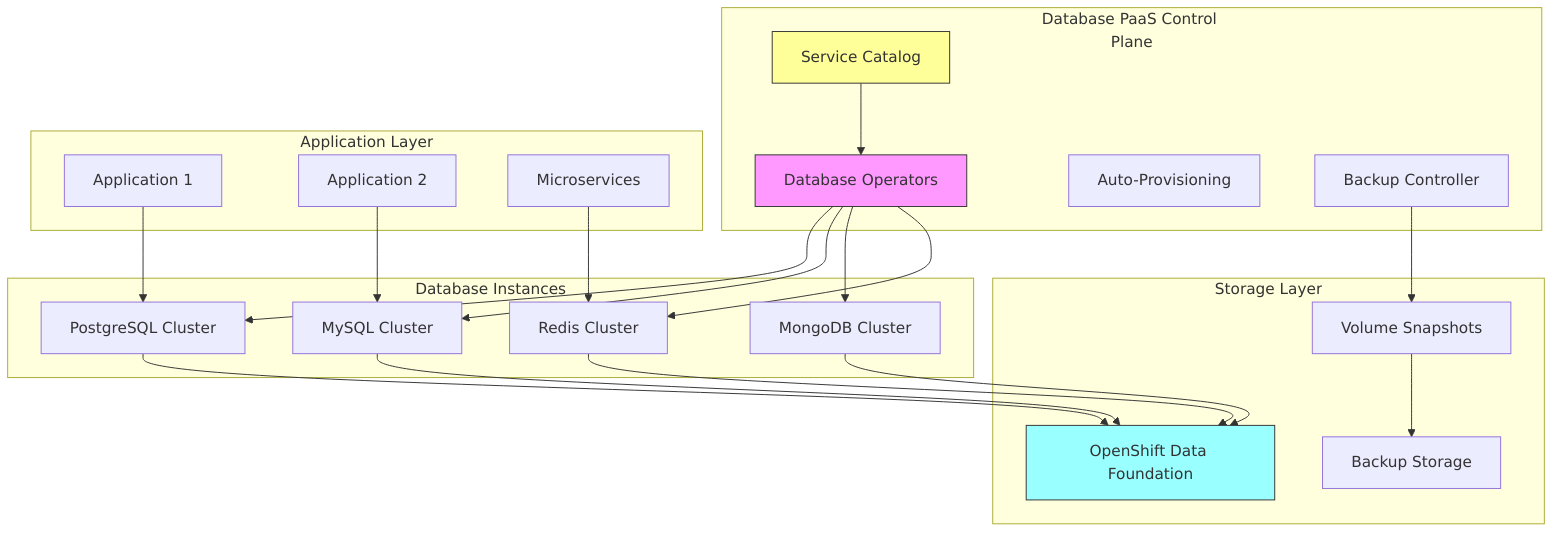 Database PaaS Control
Plane
Service Catalog
Application Layer
Application 1
Application 2
Microservices
Database Operators
Auto-Provisioning
Backup Controller
Database Instances
PostgreSQL Cluster
MySQL Cluster
Redis Cluster
MongoDB Cluster
Storage Layer
Volume Snapshots
OpenShift Data
Foundation
Backup Storage